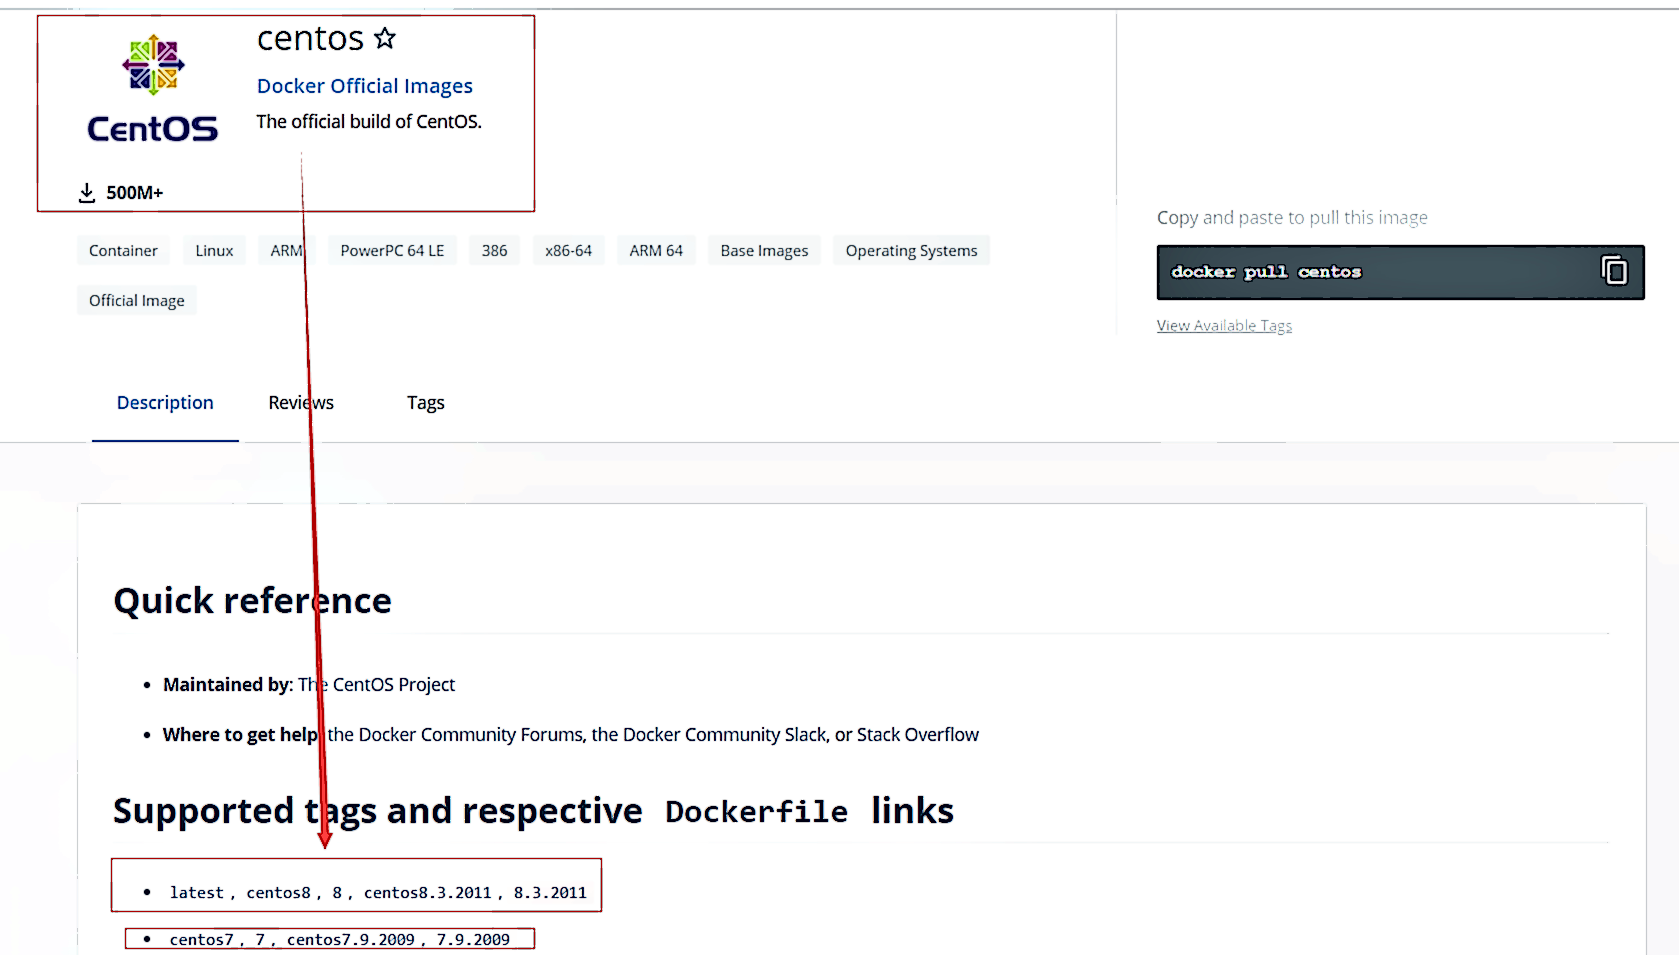 centos
Docker Official Images
CentOS
The official build of CentOS.
500M+
Container Linux ARM PowerPC 64 LE 386 x86-64 ARM 64 Base Images Operating Systems
Official Image
Copy and paste to pull this image
docker pull centos
View Available Tags
Description Reviews Tags
Quick reference
• Maintained by: The CentOS Project
• Where to get help: the Docker Community Forums, the Docker Community Slack, or Stack Overflow
Supported tags and respective Dockerfile links
• latest, centos8, 8, centos8.3.2011, 8.3.2011
• centos7, 7, centos7.9.2009, 7.9.2009